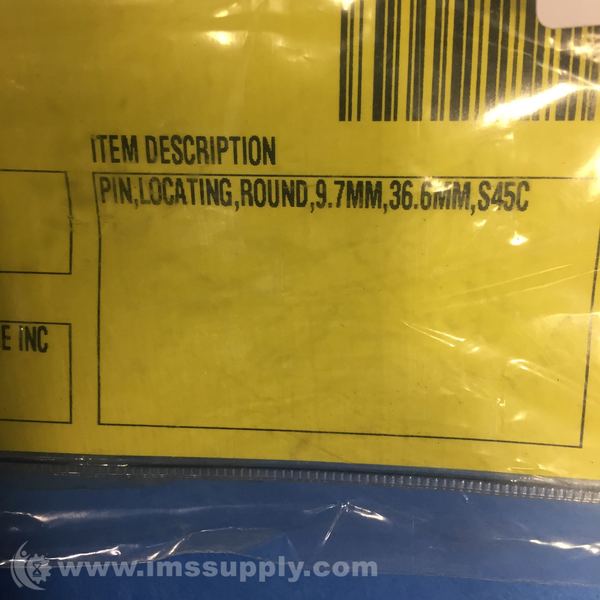 ITEM DESCRIPTION
PIN,LOCATING,ROUND,9.7MM,36.6MM,S45C
E INC
www.imssupply.com